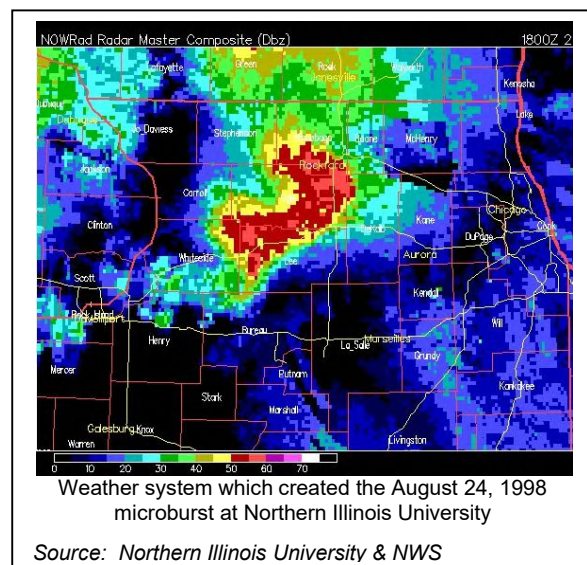 NOWRad Radar Master Composite (Dbz) 1800Z 2
Lafayette Green Rock Walworth
Janesville Kenosha
Dubuque Jo Daviess Stephenson Boone McHenry Lake
Rockford
Jackson Carroll
Clinton Kane Chicago
DuPage Cook
Whiteside Lee Aurora
Scott Kendall
Rock Island Will
Henry Bureau La Salle Marseilles
Grundy
Mercer Putnam Kankakee
Stark Marshall
Galesburg Knox
Warren Livingston
0 10 20 30 40 50 60 70
Weather system which created the August 24, 1998
microburst at Northern Illinois University
Source: Northern Illinois University & NWS